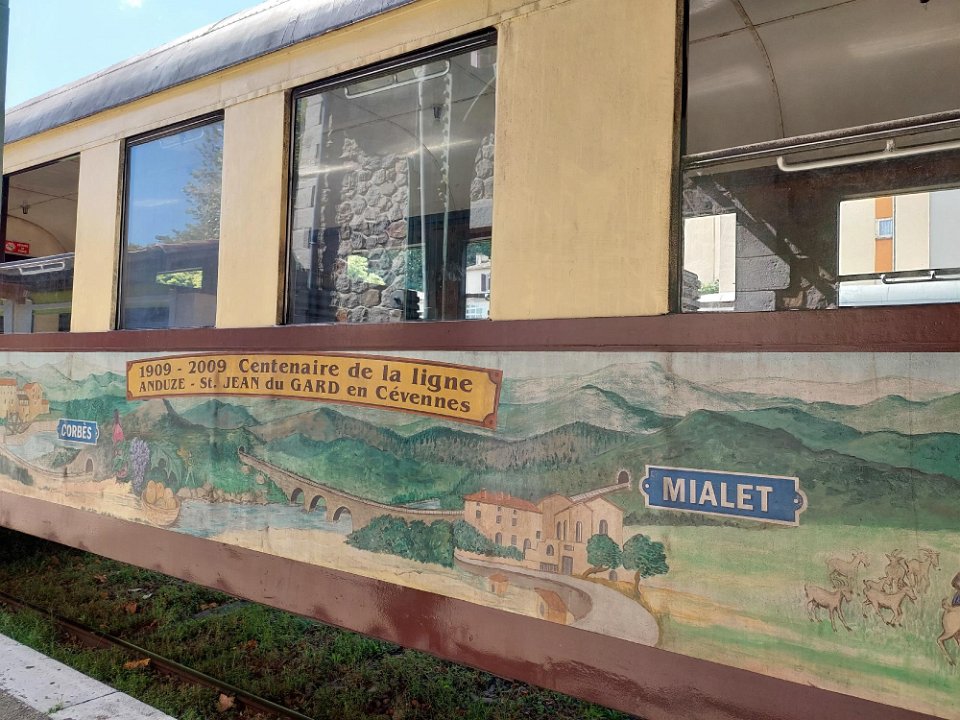 1909 - 2009 Centenaire de la ligne
ANDUZE - St. JEAN du GARD en Cévennes
CORBÈS
MIALET